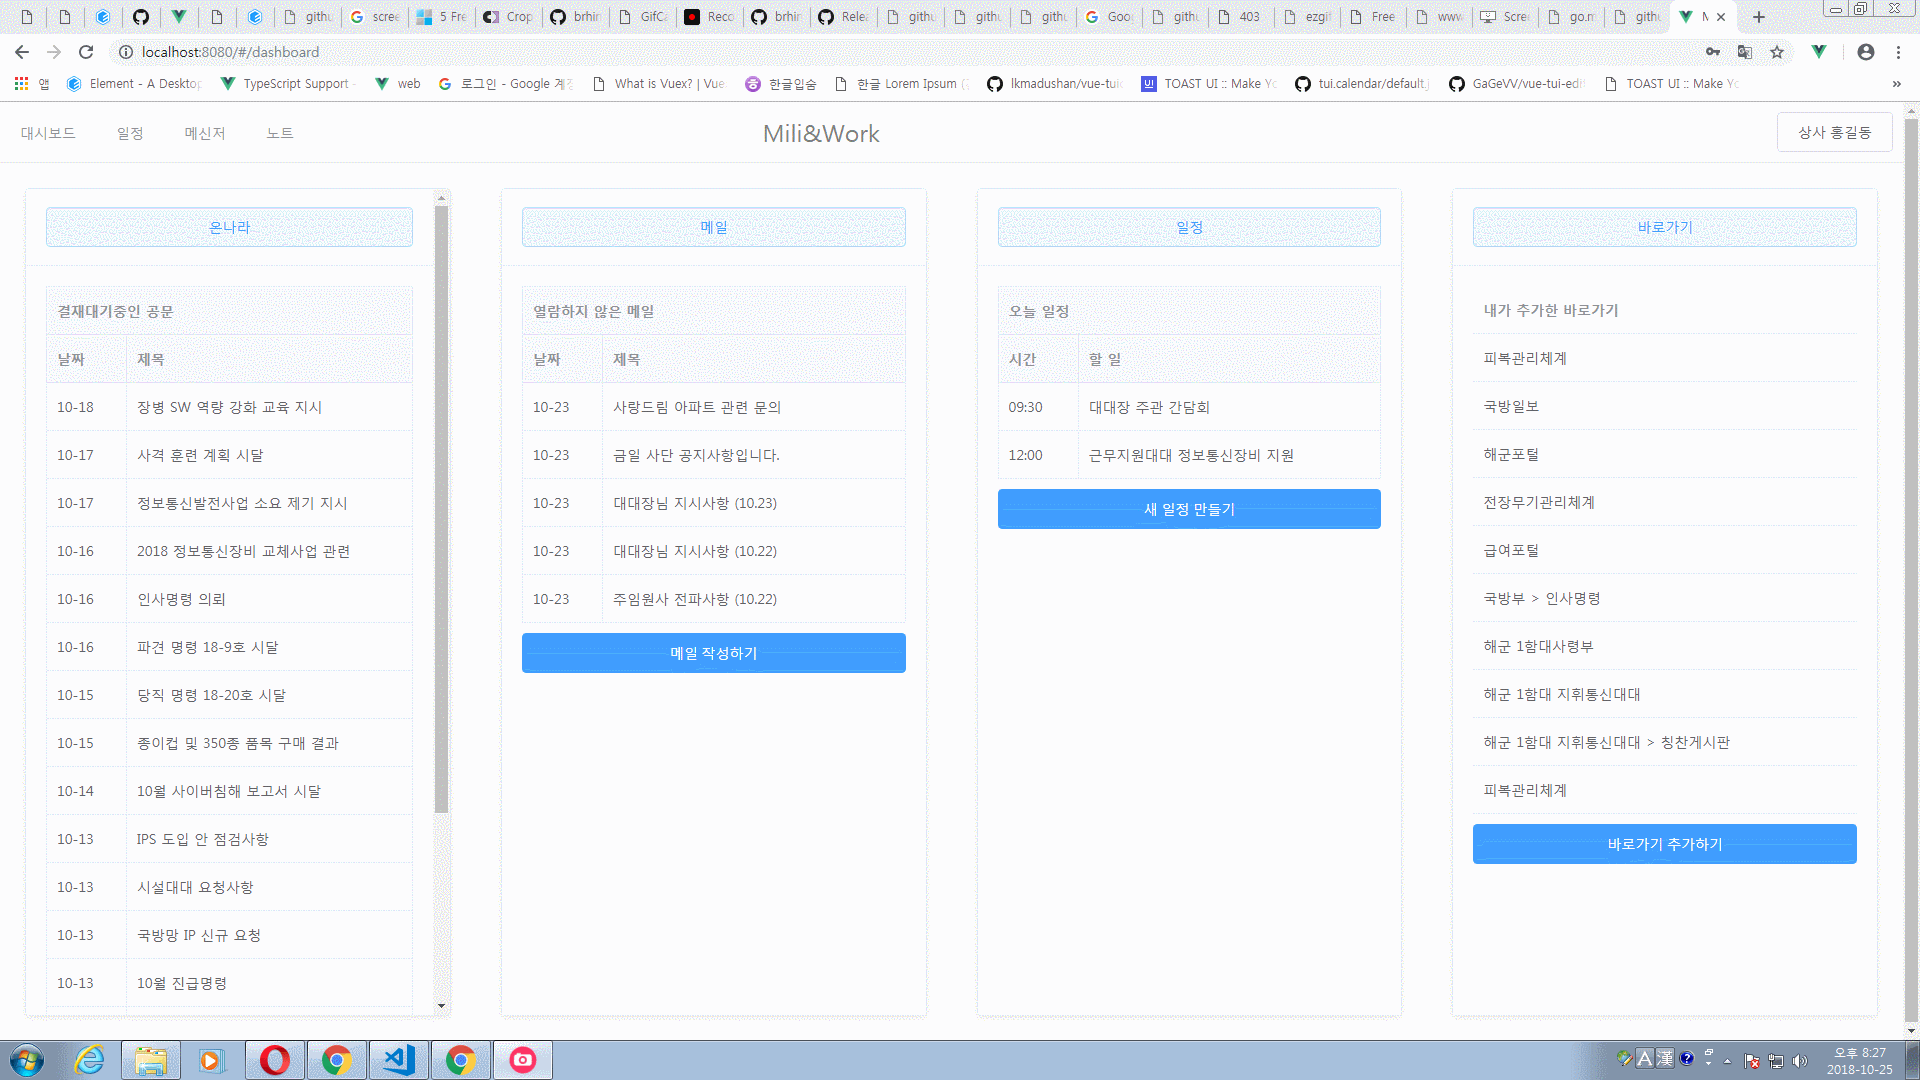 githu
scree
5 Fre
Crop
brhin
GifCa
Reco
brhin
Relea
githu
githu
githu
Goo
githu
403
ezgif
Free
www
Scre
go.m
githu
localhost:8080/#/dashboard
앱
Element - A Desktop
TypeScript Support -
web
로그인 - Google 계정
What is Vuex? | Vue
한글입숨
한글 Lorem Ipsum (
lkmadushan/vue-tui
TOAST UI :: Make Yo
tui.calendar/default.
GaGeVV/vue-tui-edi
TOAST UI :: Make Yo
»
대시보드
일정
메신저
노트
Mili&Work
상사 홍길동
온나라
결재대기중인 공문
날짜 제목
10-18 장병 SW 역량 강화 교육 지시
10-17 사격 훈련 계획 시달
10-17 정보통신발전사업 소요 제기 지시
10-16 2018 정보통신장비 교체사업 관련
10-16 인사명령 의뢰
10-16 파견 명령 18-9호 시달
10-15 당직 명령 18-20호 시달
10-15 종이컵 및 350종 품목 구매 결과
10-14 10월 사이버침해 보고서 시달
10-13 IPS 도입 안 점검사항
10-13 시설대대 요청사항
10-13 국방망 IP 신규 요청
10-13 10월 진급명령
메일
열람하지 않은 메일
날짜 제목
10-23 사랑드림 아파트 관련 문의
10-23 금일 사단 공지사항입니다.
10-23 대대장님 지시사항 (10.23)
10-23 대대장님 지시사항 (10.22)
10-23 주임원사 전파사항 (10.22)
메일 작성하기
일정
오늘 일정
시간 할 일
09:30 대대장 주관 간담회
12:00 근무지원대대 정보통신장비 지원
새 일정 만들기
바로가기
내가 추가한 바로가기
피복관리체계
국방일보
해군포털
전장무기관리체계
급여포털
국방부 > 인사명령
해군 1함대사령부
해군 1함대 지휘통신대대
해군 1함대 지휘통신대대 > 칭찬게시판
피복관리체계
바로가기 추가하기
A 漢
오후 8:27
2018-10-25